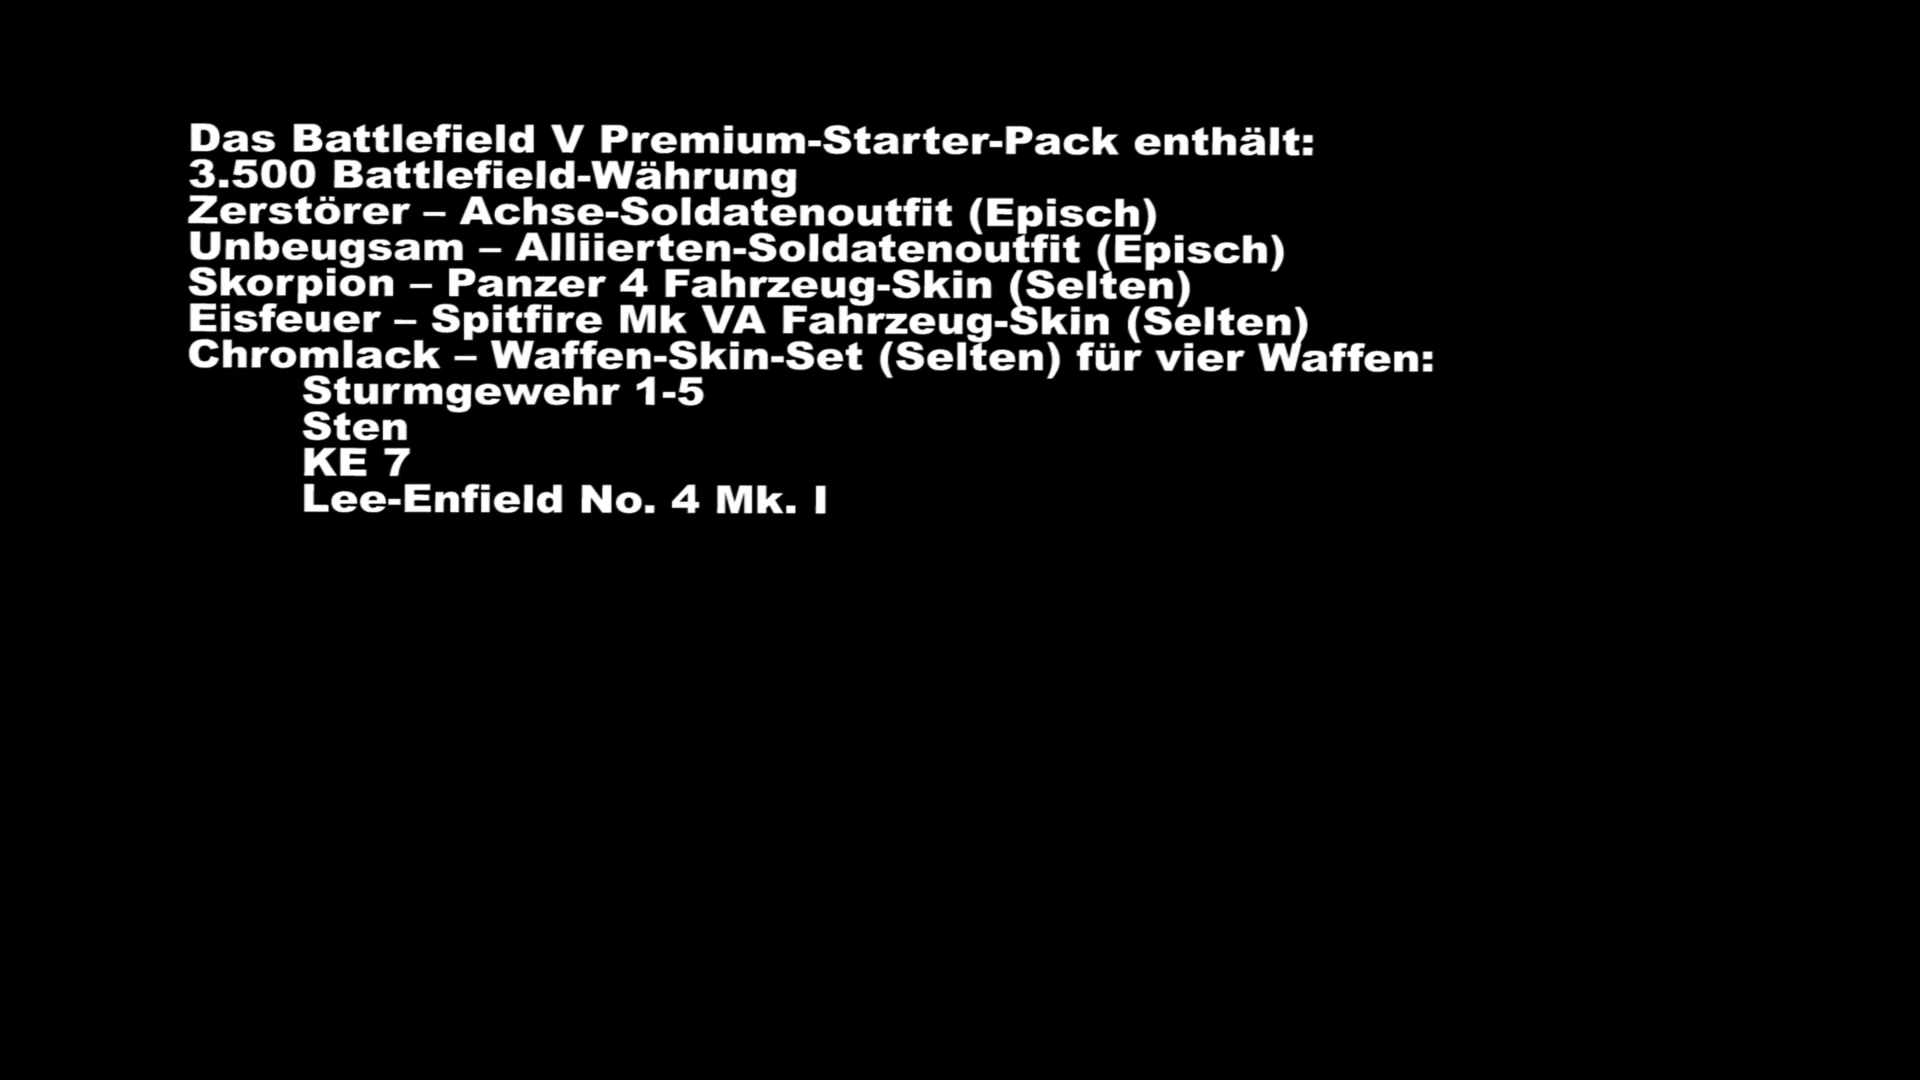 Das Battlefield V Premium-Starter-Pack enthält:
3.500 Battlefield-Währung
Zerstörer – Achse-Soldatenoutfit (Episch)
Unbeugsam – Alliierten-Soldatenoutfit (Episch)
Skorpion – Panzer 4 Fahrzeug-Skin (Selten)
Eisfeuer – Spitfire Mk VA Fahrzeug-Skin (Selten)
Chromlack – Waffen-Skin-Set (Selten) für vier Waffen:
Sturmgewehr 1-5
Sten
KE 7
Lee-Enfield No. 4 Mk. I